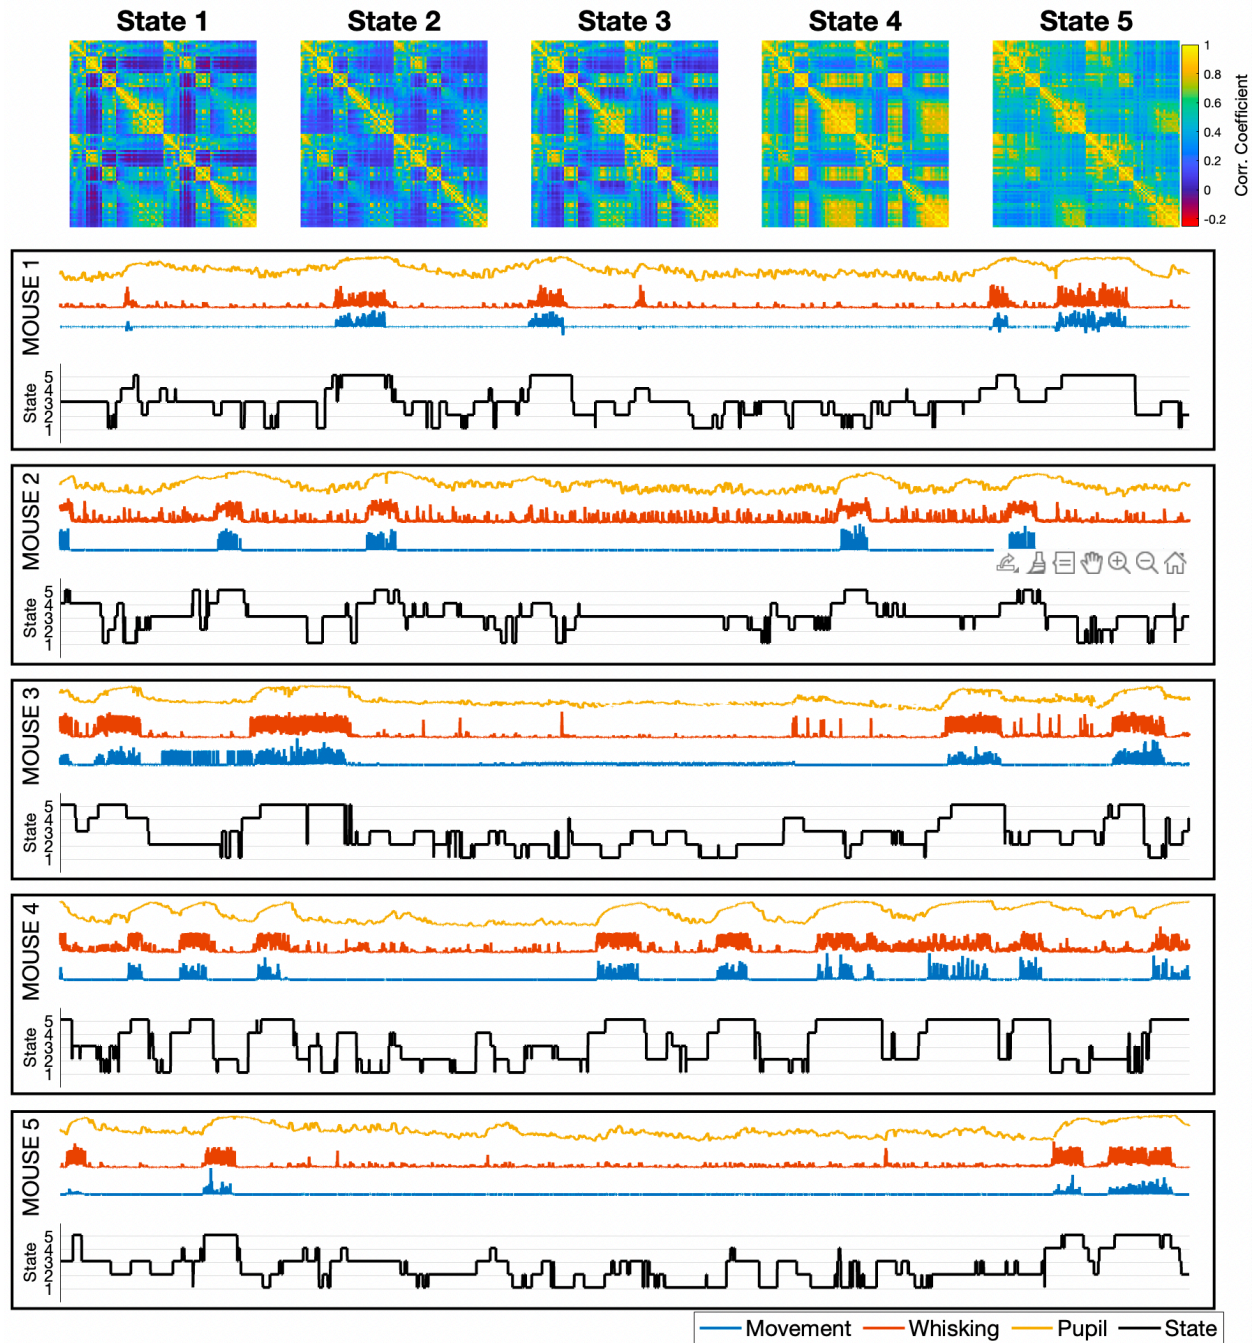 State 1 State 2 State 3 State 4 State 5
1
0.8
0.6
0.4
0.2
0
-0.2
Corr. Coefficient
MOUSE 1
State
5
4
3
2
1
MOUSE 2
State
5
4
3
2
1
MOUSE 3
State
5
4
3
2
1
MOUSE 4
State
5
4
3
2
1
MOUSE 5
State
5
4
3
2
1
Movement Whisking Pupil State